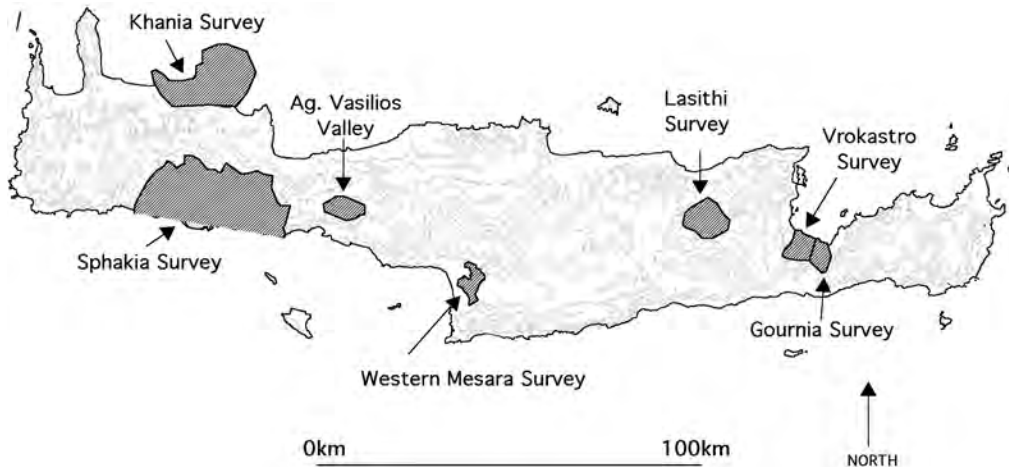 Khania Survey
Ag. Vasilios
Valley
Lasithi
Survey
Vrokastro
Survey
Sphakia Survey
Gournia Survey
Western Mesara Survey
0km
100km
NORTH